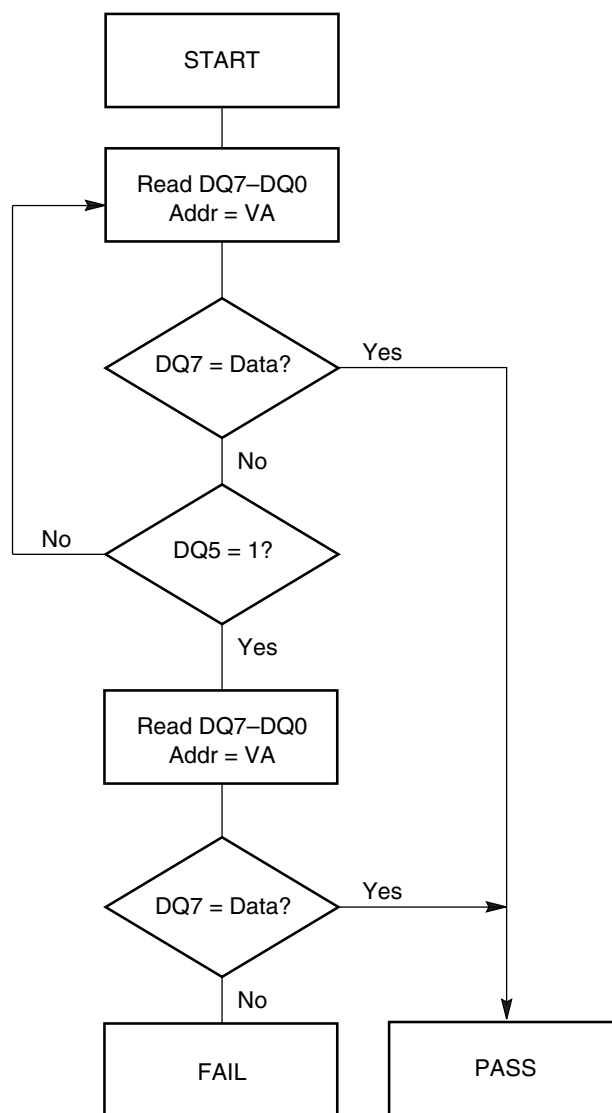 START
Read DQ7–DQ0
Addr = VA
DQ7 = Data?
Yes
No
No
DQ5 = 1?
Yes
Read DQ7–DQ0
Addr = VA
DQ7 = Data?
Yes
No
FAIL
PASS